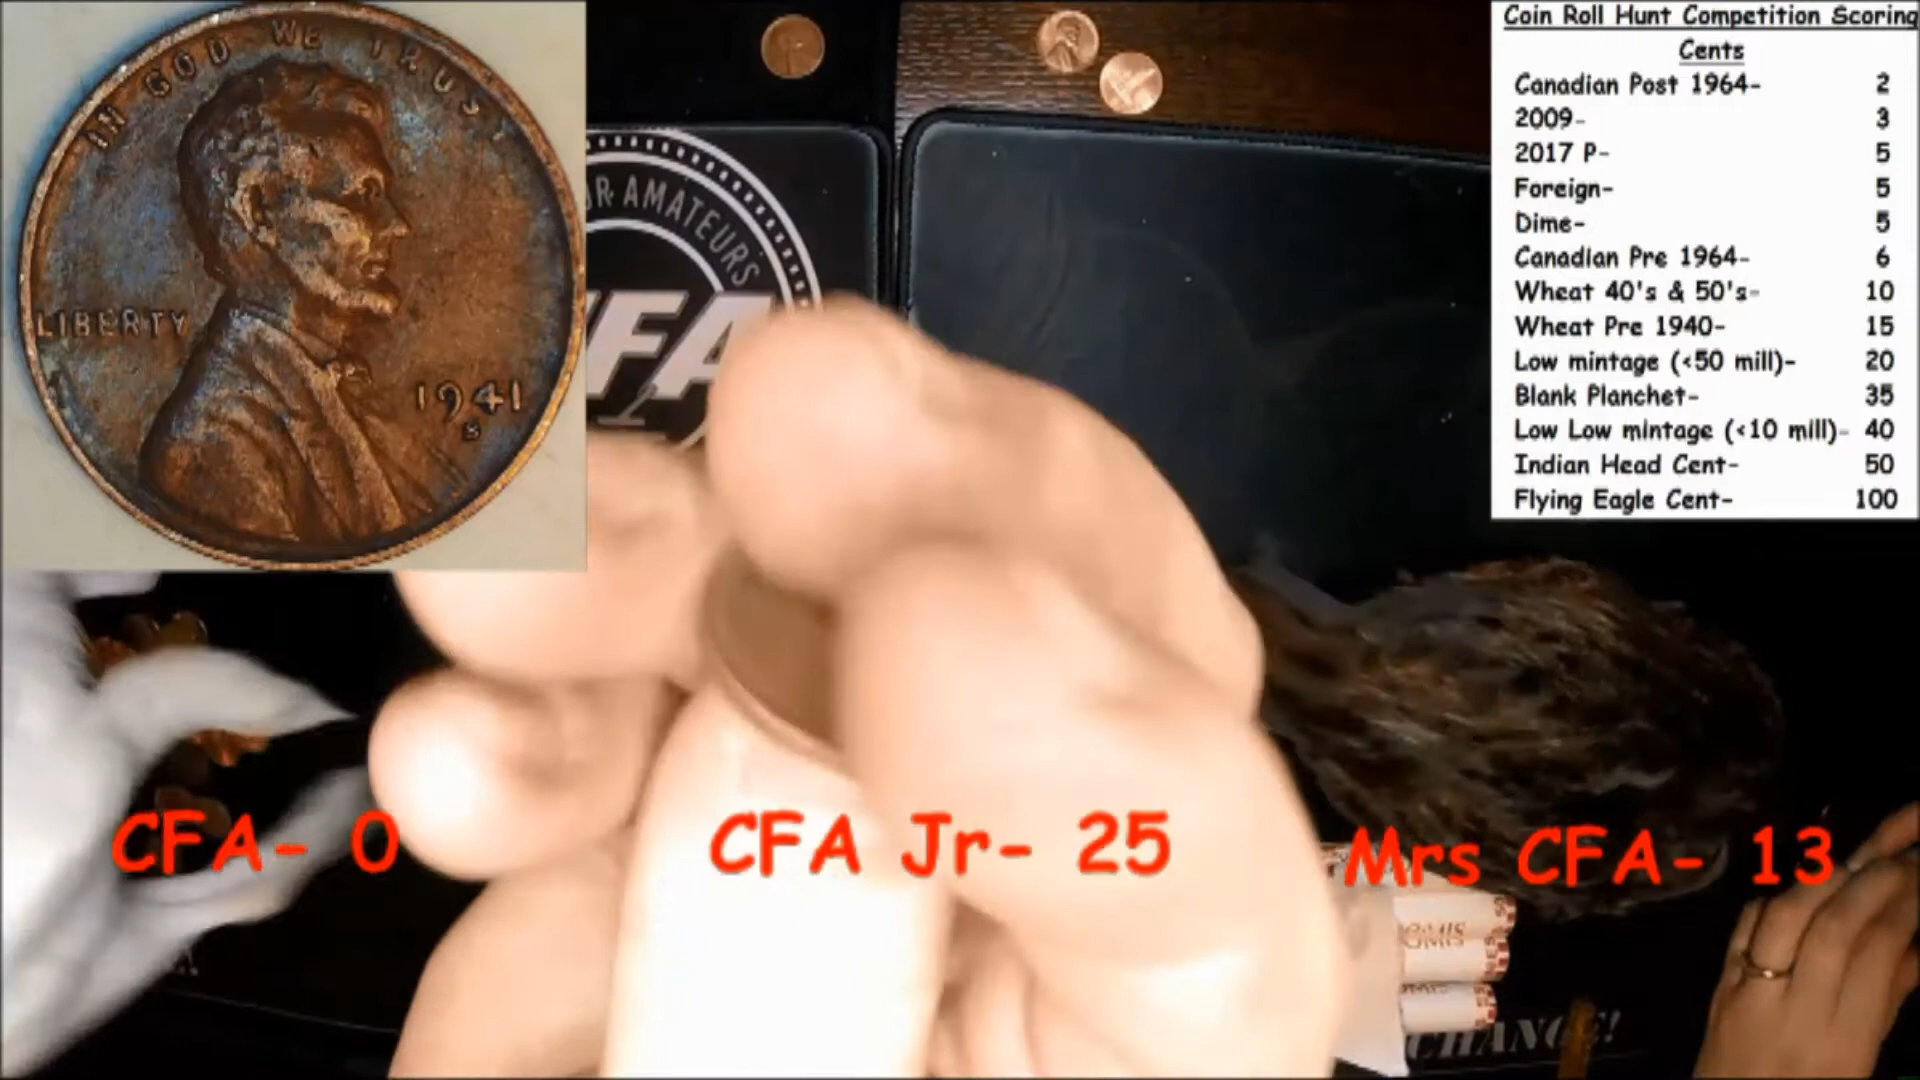 IN GOD WE TRUST
LIBERTY
1941
S
AMATEURS
FA
Coin Roll Hunt Competition Scoring
Cents
Canadian Post 1964- 2
2009- 3
2017 P- 5
Foreign- 5
Dime- 5
Canadian Pre 1964- 6
Wheat 40's & 50's- 10
Wheat Pre 1940- 15
Low mintage (<50 mill)- 20
Blank Planchet- 35
Low Low mintage (<10 mill)- 40
Indian Head Cent- 50
Flying Eagle Cent- 100
CFA- 0
CFA Jr- 25
Mrs CFA- 13
CHANGE!